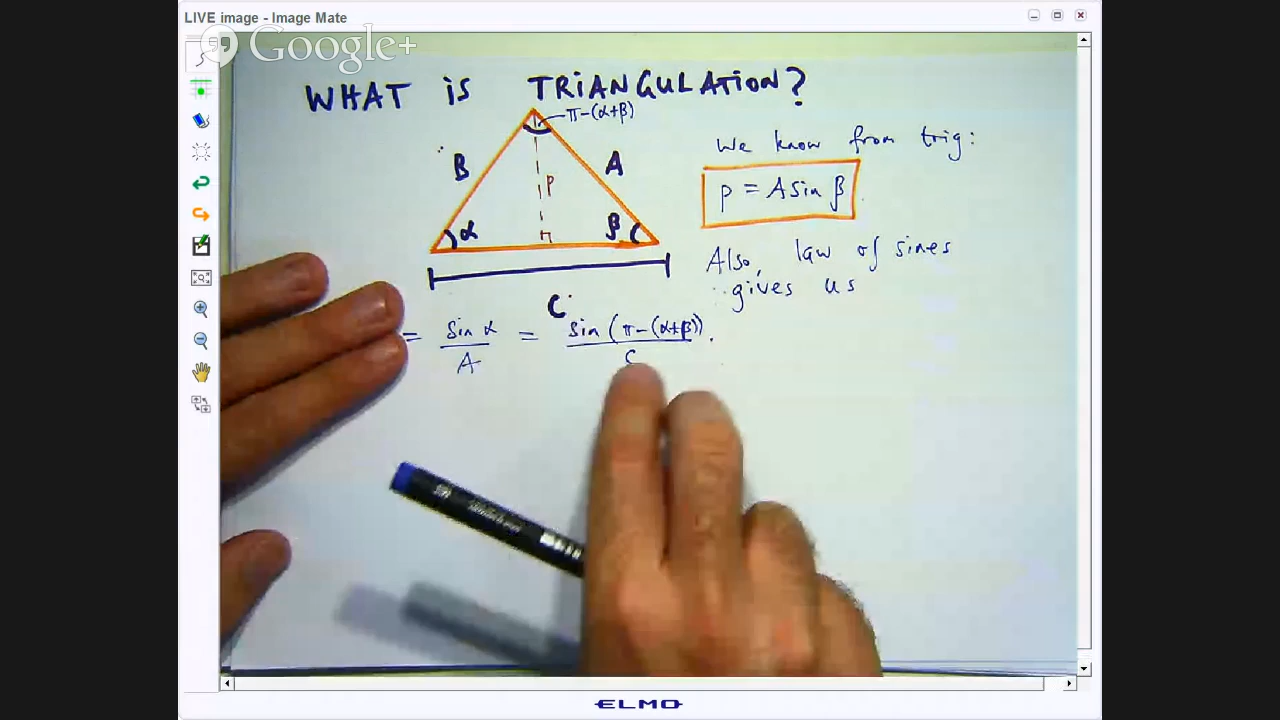 LIVE image - Image Mate
Google+
WHAT is TRIANGULATION?
π-(α+β)
We know from trig:
B
A
P
p = A sin β
α
β
Also, law of sines
gives us
C
= sin α / A = sin (π-(α+β)) / C.
ELMO